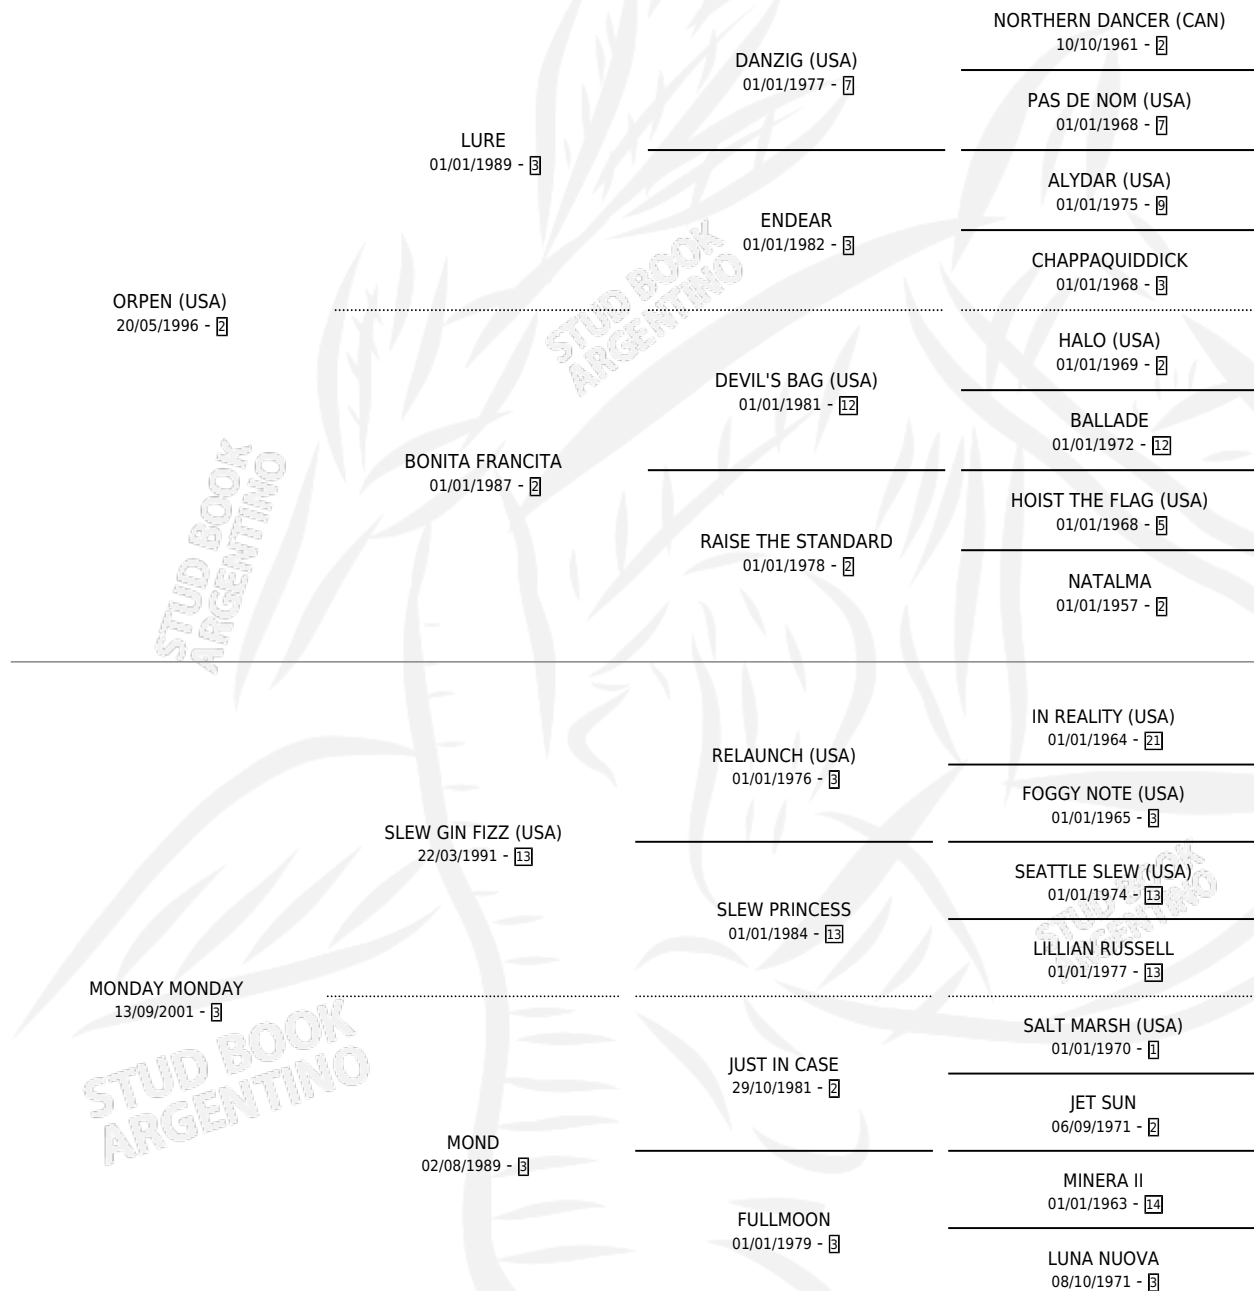 NORTHERN DANCER (CAN)
10/10/1961 - 2
DANZIG (USA)
01/01/1977 - 7
PAS DE NOM (USA)
01/01/1968 - 7
LURE
01/01/1989 - 3
ALYDAR (USA)
01/01/1975 - 9
ENDEAR
01/01/1982 - 3
CHAPPAQUIDDICK
01/01/1968 - 3
ORPEN (USA)
20/05/1996 - 2
STUD BOOK
ARGENTINO
HALO (USA)
01/01/1969 - 2
DEVIL'S BAG (USA)
01/01/1981 - 12
BALLADE
01/01/1972 - 12
BONITA FRANCITA
01/01/1987 - 2
HOIST THE FLAG (USA)
01/01/1968 - 5
RAISE THE STANDARD
01/01/1978 - 2
NATALMA
01/01/1957 - 2
STUD BOOK
ARGENTINO
IN REALITY (USA)
01/01/1964 - 21
RELAUNCH (USA)
01/01/1976 - 3
FOGGY NOTE (USA)
01/01/1965 - 3
SLEW GIN FIZZ (USA)
22/03/1991 - 13
SEATTLE SLEW (USA)
01/01/1974 - 13
SLEW PRINCESS
01/01/1984 - 13
LILLIAN RUSSELL
01/01/1977 - 13
STUD BOOK
ARGENTINO
MONDAY MONDAY
13/09/2001 - 3
SALT MARSH (USA)
01/01/1970 - 1
JUST IN CASE
29/10/1981 - 2
JET SUN
06/09/1971 - 2
STUD BOOK
ARGENTINO
MOND
02/08/1989 - 3
MINERA II
01/01/1963 - 14
FULLMOON
01/01/1979 - 3
LUNA NUOVA
08/10/1971 - 3